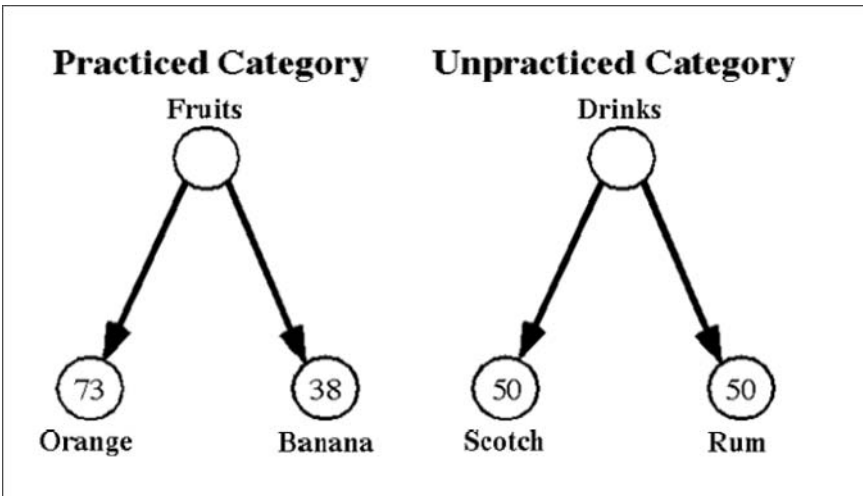 Practiced Category Unpracticed Category
Fruits Drinks
73 38 50 50
Orange Banana Scotch Rum